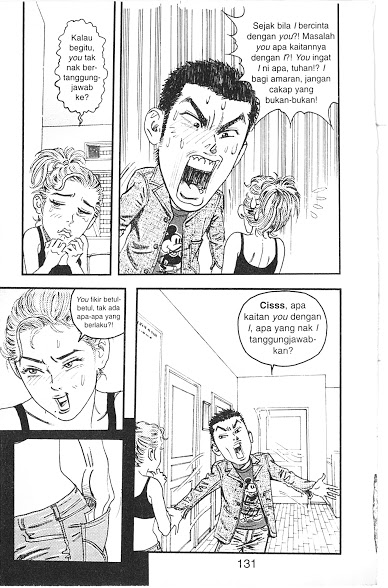 Kalau
begitu,
you tak
nak ber-
tanggung-
jawab
ke?
Sejak bila I bercinta
dengan you?! Masalah
you apa kaitannya
dengan I?! You ingat
I ni apa, tuhan!? I
bagi amaran, jangan
cakap yang
bukan-bukan!
You fikir betul-
betul, tak ada
apa-apa yang
berlaku?!
Cisss, apa
kaitan you dengan
I, apa yang nak I
tanggungjawab-
kan?
131